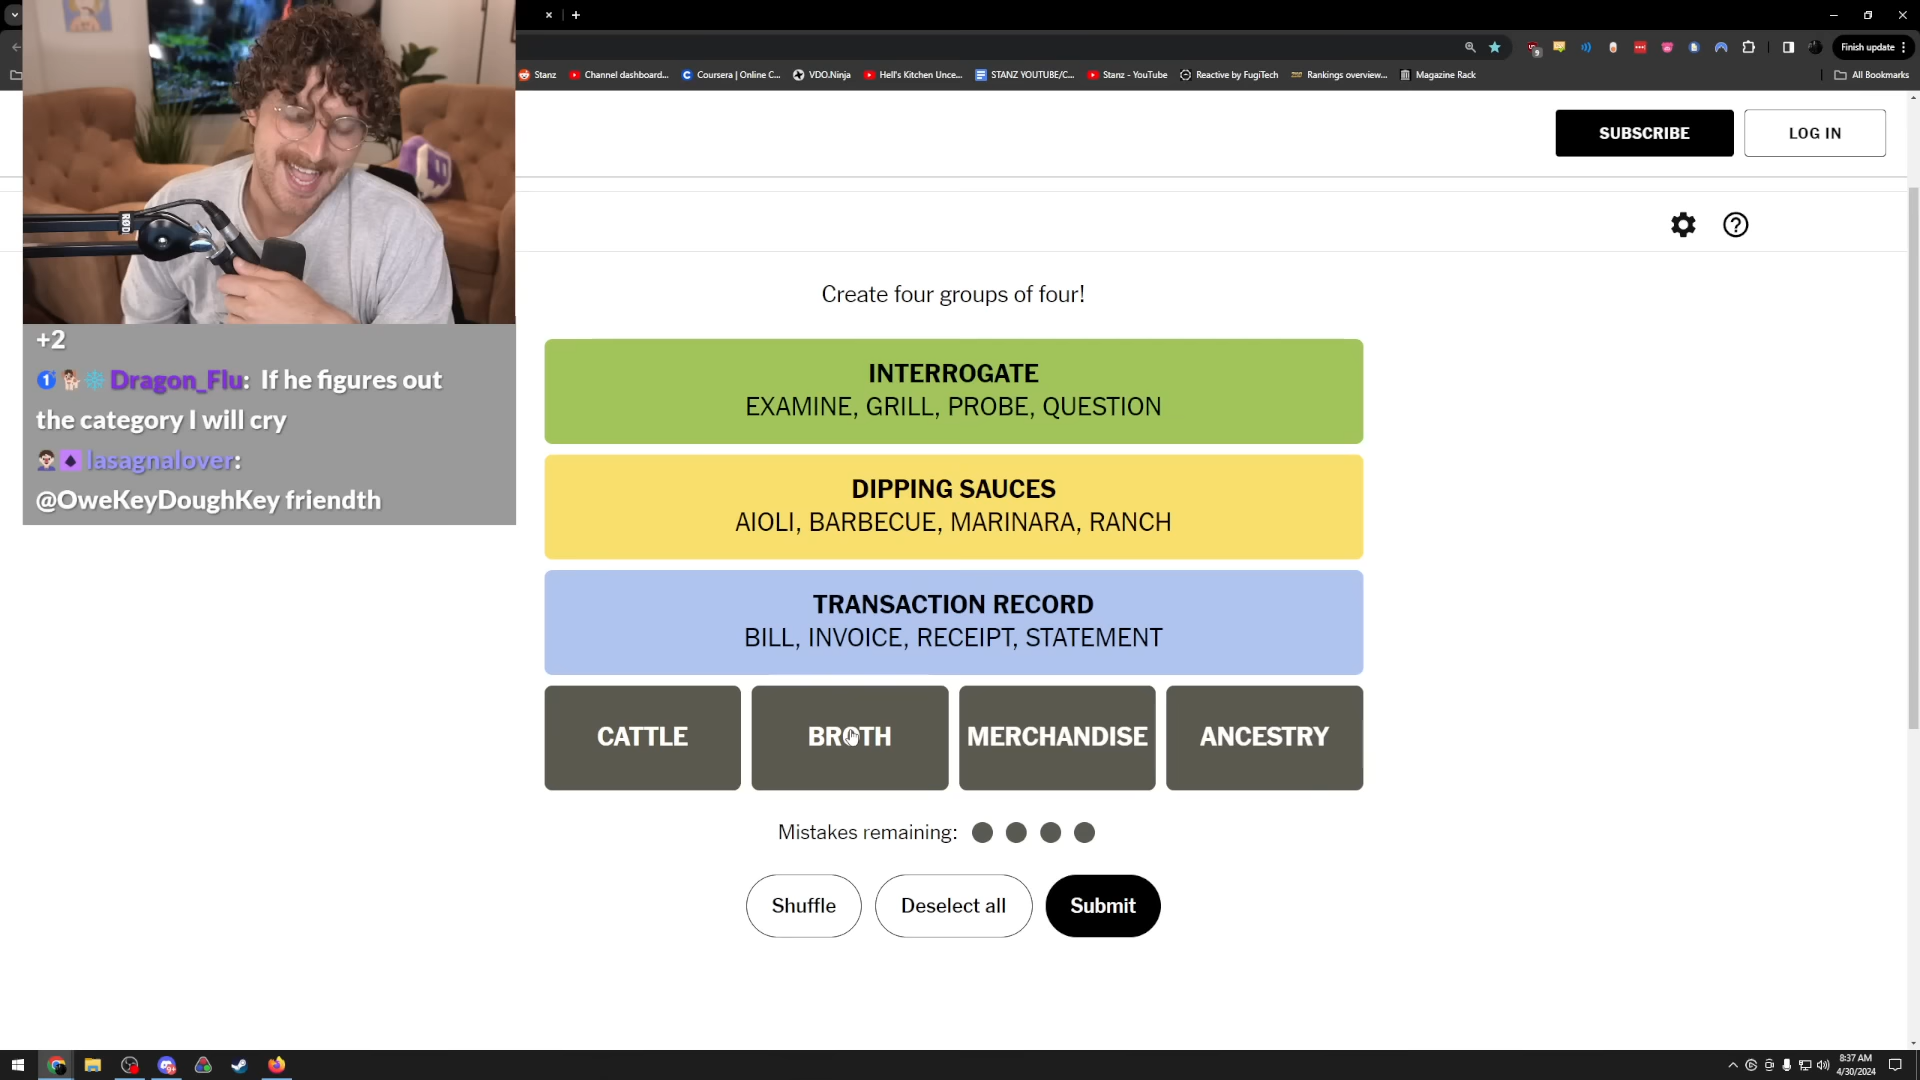 Finish update
Stanz
Channel dashboard...
Coursera | Online C...
VDO.Ninja
Hell's Kitchen Unce...
STANZ YOUTUBE/C...
Stanz - YouTube
Reactive by FugiTech
Rankings overview...
Magazine Rack
All Bookmarks
SUBSCRIBE
LOG IN
RØDE
+2
Dragon_Flu: If he figures out
the category I will cry
lasagnalover:
@OweKeyDoughKey friendth
Create four groups of four!
INTERROGATE
EXAMINE, GRILL, PROBE, QUESTION
DIPPING SAUCES
AIOLI, BARBECUE, MARINARA, RANCH
TRANSACTION RECORD
BILL, INVOICE, RECEIPT, STATEMENT
CATTLE
BROTH
MERCHANDISE
ANCESTRY
Mistakes remaining:
Shuffle
Deselect all
Submit
8:37 AM
4/30/2024